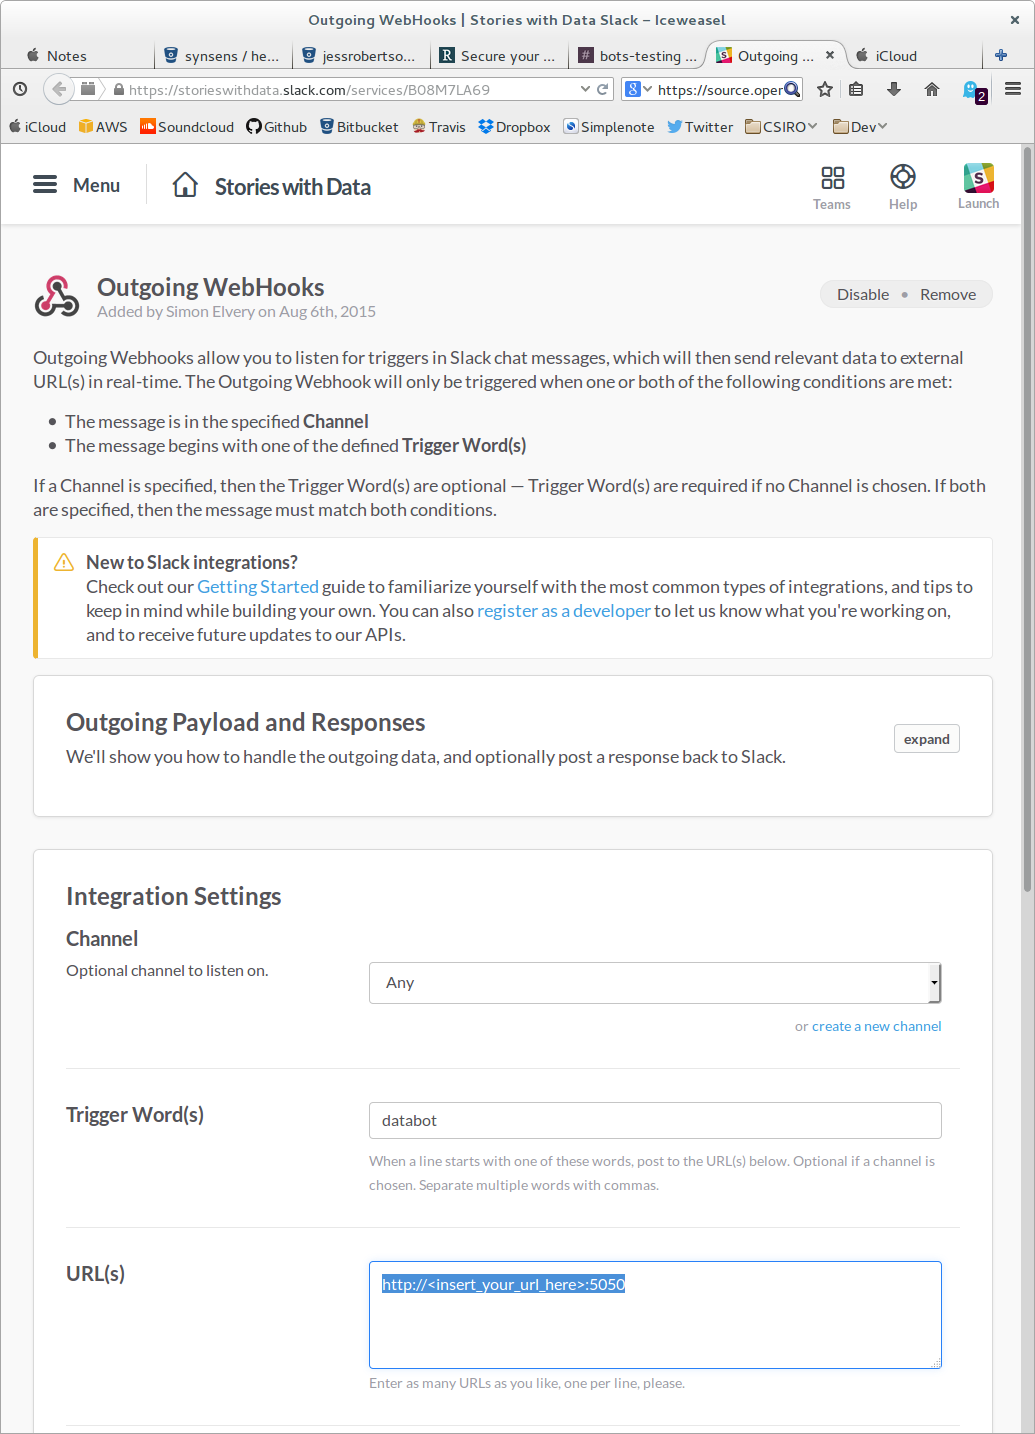 Outgoing WebHooks | Stories with Data Slack – Iceweasel
Notes
synsens / he...
jessrobertso...
Secure your ...
bots-testing ...
Outgoing ...
iCloud
https://storieswithdata.slack.com/services/B08M7LA69
https://source.oper
2
iCloud
AWS
Soundcloud
Github
Bitbucket
Travis
Dropbox
Simplenote
Twitter
CSIRO
Dev
Menu
Stories with Data
Teams
Help
Launch
Outgoing WebHooks
Added by Simon Elvery on Aug 6th, 2015
Disable • Remove
Outgoing Webhooks allow you to listen for triggers in Slack chat messages, which will then send relevant data to external
URL(s) in real-time. The Outgoing Webhook will only be triggered when one or both of the following conditions are met:
• The message is in the specified Channel
• The message begins with one of the defined Trigger Word(s)
If a Channel is specified, then the Trigger Word(s) are optional — Trigger Word(s) are required if no Channel is chosen. If both
are specified, then the message must match both conditions.
New to Slack integrations?
Check out our Getting Started guide to familiarize yourself with the most common types of integrations, and tips to
keep in mind while building your own. You can also register as a developer to let us know what you're working on,
and to receive future updates to our APIs.
Outgoing Payload and Responses
We'll show you how to handle the outgoing data, and optionally post a response back to Slack.
expand
Integration Settings
Channel
Optional channel to listen on.
Any
or create a new channel
Trigger Word(s)
databot
When a line starts with one of these words, post to the URL(s) below. Optional if a channel is
chosen. Separate multiple words with commas.
URL(s)
http://<insert_your_url_here>:5050
Enter as many URLs as you like, one per line, please.